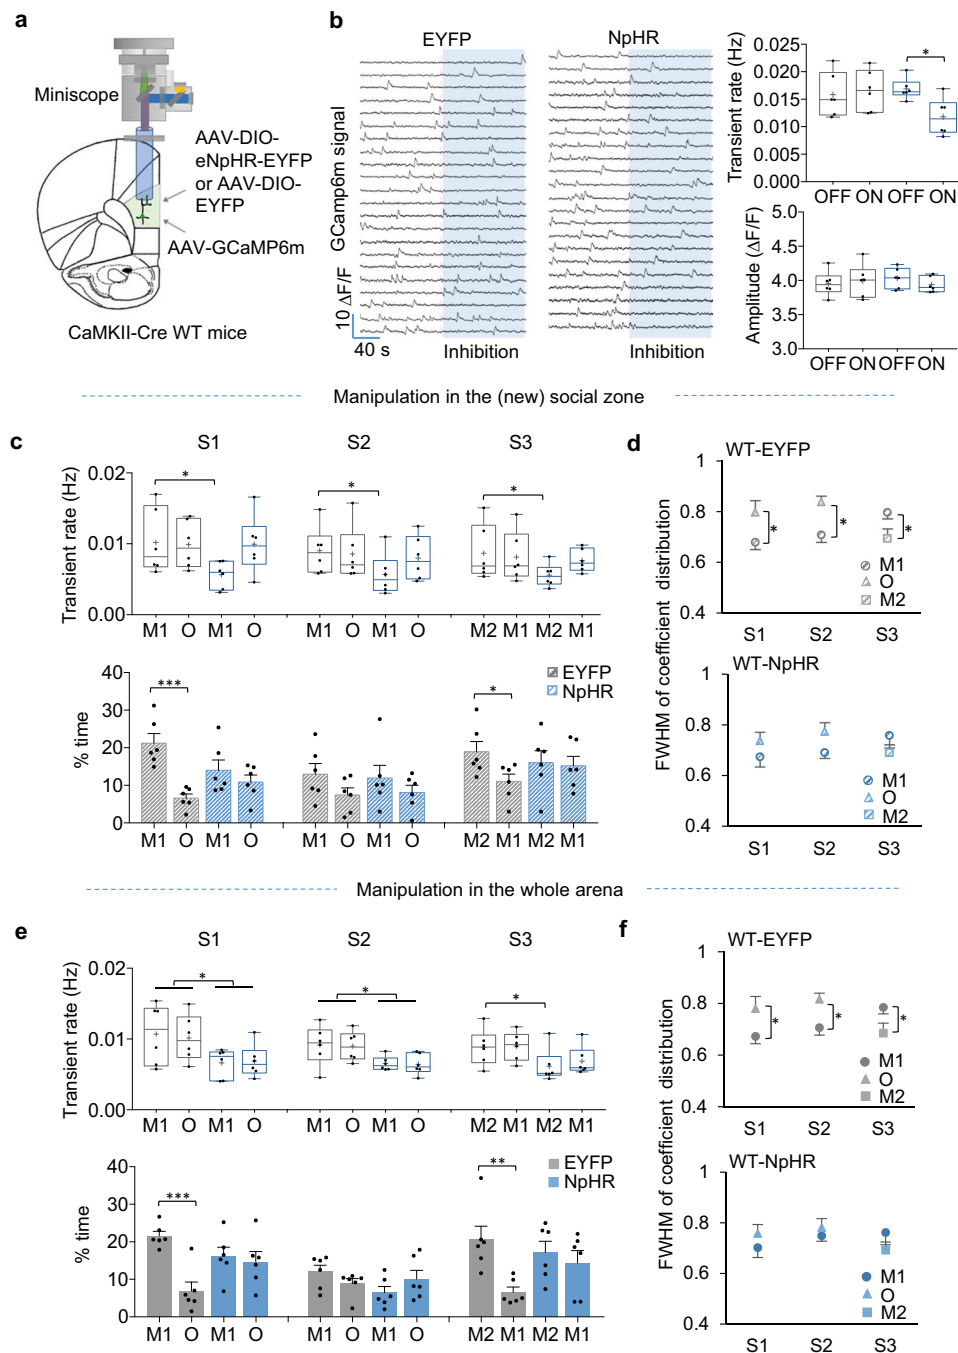 a
Miniscope
AAV-DIO-
eNpHR-EYFP
or AAV-DIO-
EYFP
AAV-GCaMP6m
CaMKII-Cre WT mice
b
EYFP
NpHR
GCamp6m signal
10 ΔF/F
40 s
Inhibition
Inhibition
Transient rate (Hz)
0.025
0.020
0.015
0.010
0.005
0.000
*
OFF ON OFF ON
Amplitude (ΔF/F)
5.0
4.5
4.0
3.5
3.0
OFF ON OFF ON
Manipulation in the (new) social zone
c
S1 S2 S3
Transient rate (Hz)
0.02
0.01
0.00
* * *
M1 O M1 O M1 O M1 O M2 M1 M2 M1
% time
40
30
20
10
0
*** *
EYFP
NpHR
M1 O M1 O M1 O M1 O M2 M1 M2 M1
d
WT-EYFP
FWHM of coefficient distribution
1
0.8
0.6
0.4
* * *
M1
O
M2
S1 S2 S3
WT-NpHR
1
0.8
0.6
0.4
M1
O
M2
S1 S2 S3
Manipulation in the whole arena
e
S1 S2 S3
Transient rate (Hz)
0.02
0.01
0.00
* * *
M1 O M1 O M1 O M1 O M2 M1 M2 M1
% time
40
30
20
10
0
*** **
EYFP
NpHR
M1 O M1 O M1 O M1 O M2 M1 M2 M1
f
WT-EYFP
FWHM of coefficient distribution
1
0.8
0.6
0.4
* * *
M1
O
M2
S1 S2 S3
WT-NpHR
1
0.8
0.6
0.4
M1
O
M2
S1 S2 S3